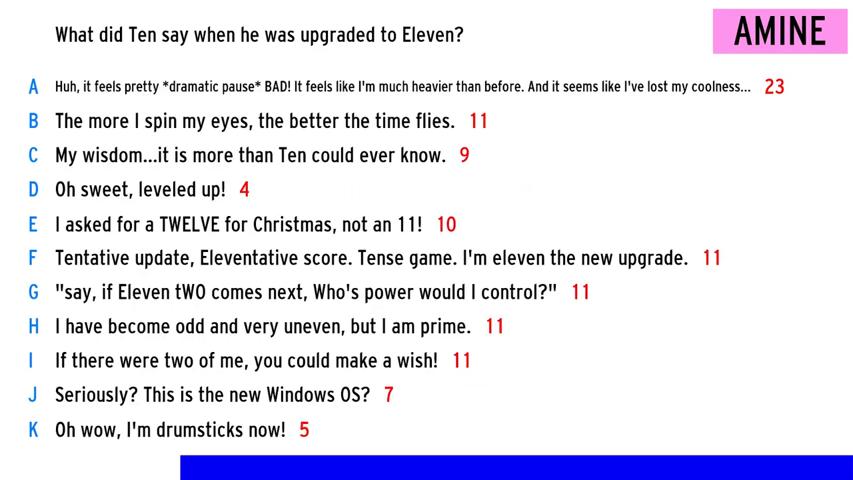 What did Ten say when he was upgraded to Eleven?
AMINE
A Huh, it feels pretty *dramatic pause* BAD! It feels like I'm much heavier than before. And it seems like I've lost my coolness... 23
B The more I spin my eyes, the better the time flies. 11
C My wisdom...it is more than Ten could ever know. 9
D Oh sweet, leveled up! 4
E I asked for a TWELVE for Christmas, not an 11! 10
F Tentative update, Eleventative score. Tense game. I'm eleven the new upgrade. 11
G "say, if Eleven tWO comes next, Who's power would I control?" 11
H I have become odd and very uneven, but I am prime. 11
I If there were two of me, you could make a wish! 11
J Seriously? This is the new Windows OS? 7
K Oh wow, I'm drumsticks now! 5